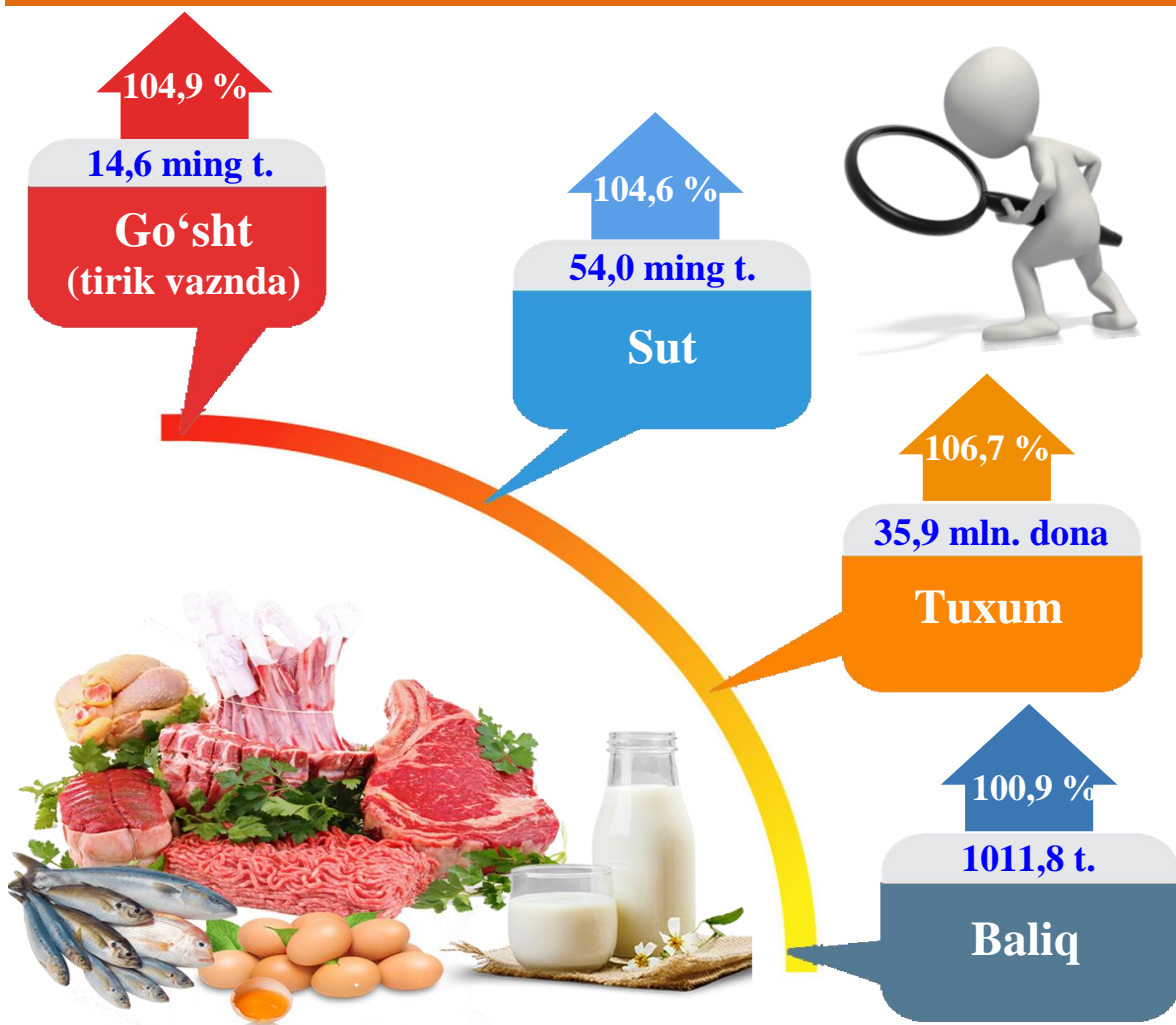 104,9 %
14,6 ming t.
Go‘sht
(tirik vaznda)
104,6 %
54,0 ming t.
Sut
106,7 %
35,9 mln. dona
Tuxum
100,9 %
1011,8 t.
Baliq